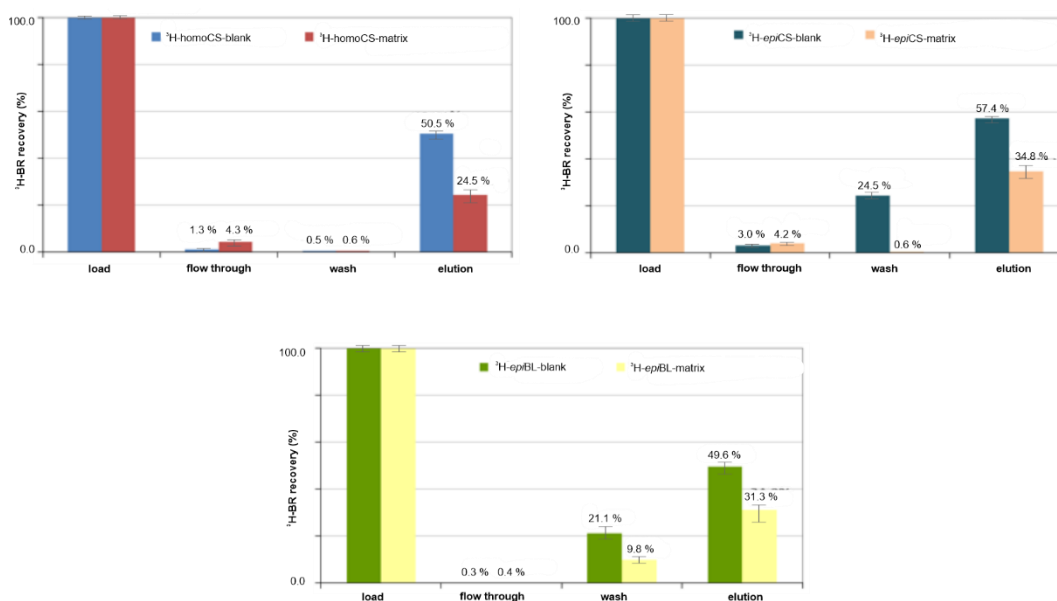 100.0
³H-homoCS-blank ³H-homoCS-matrix
³H-BR recovery (%)
50.5 %
24.5 %
1.3 % 4.3 %
0.5 % 0.6 %
0.0
load flow through wash elution
100.0
³H-epiCS-blank ³H-epiCS-matrix
³H-BR recovery (%)
57.4 %
34.8 %
24.5 %
3.0 % 4.2 %
0.6 %
0.0
load flow through wash elution
100.0
³H-epiBL-blank ³H-epiBL-matrix
³H-BR recovery (%)
49.6 %
31.3 %
21.1 %
9.8 %
0.3 % 0.4 %
0.0
load flow through wash elution